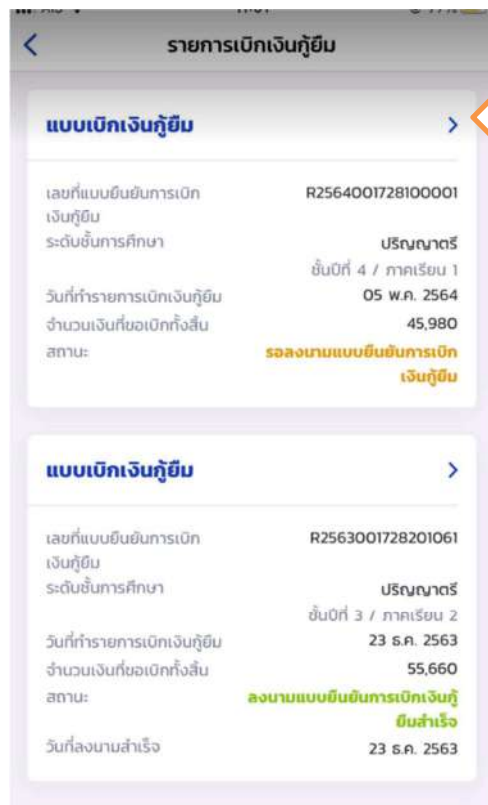 รายการเบิกเงินกู้ยืม
แบบเบิกเงินกู้ยืม
เลขที่แบบยืนยันการเบิก R2564001728100001
เงินกู้ยืม
ระดับชั้นการศึกษา ปริญญาตรี
ชั้นปีที่ 4 / ภาคเรียน 1
วันที่ทำรายการเบิกเงินกู้ยืม 05 พ.ค. 2564
จำนวนเงินที่ขอเบิกทั้งสิ้น 45,980
สถานะ รอลงนามแบบยืนยันการเบิก
เงินกู้ยืม
แบบเบิกเงินกู้ยืม
เลขที่แบบยืนยันการเบิก R2563001728201061
เงินกู้ยืม
ระดับชั้นการศึกษา ปริญญาตรี
ชั้นปีที่ 3 / ภาคเรียน 2
วันที่ทำรายการเบิกเงินกู้ยืม 23 ธ.ค. 2563
จำนวนเงินที่ขอเบิกทั้งสิ้น 55,660
สถานะ ลงนามแบบยืนยันการเบิกเงินกู้
ยืมสำเร็จ
วันที่ลงนามสำเร็จ 23 ธ.ค. 2563